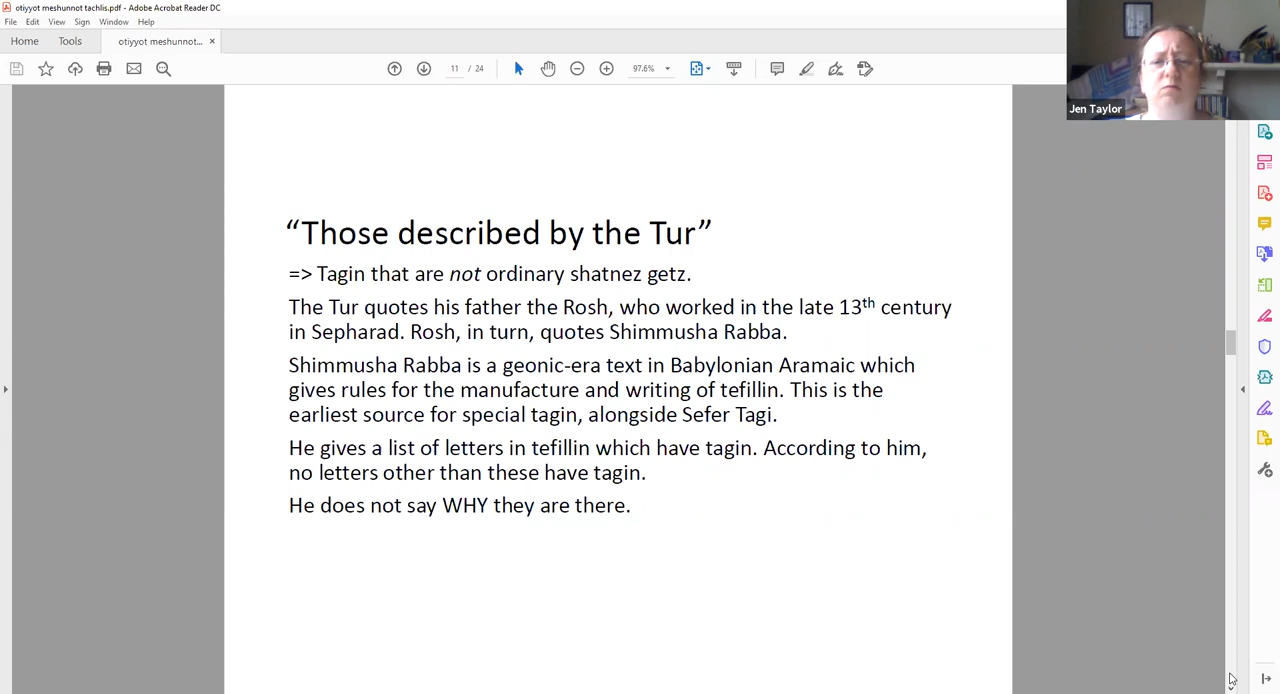 otiyyot meshunnot tachlis.pdf - Adobe Acrobat Reader DC
File Edit View Sign Window Help
Home Tools otiyyot meshunnot... ×
11 / 24 97.6%
Jen Taylor
“Those described by the Tur”
=> Tagin that are not ordinary shatnez getz.
The Tur quotes his father the Rosh, who worked in the late 13th century
in Sepharad. Rosh, in turn, quotes Shimmusha Rabba.
Shimmusha Rabba is a geonic-era text in Babylonian Aramaic which
gives rules for the manufacture and writing of tefillin. This is the
earliest source for special tagin, alongside Sefer Tagi.
He gives a list of letters in tefillin which have tagin. According to him,
no letters other than these have tagin.
He does not say WHY they are there.